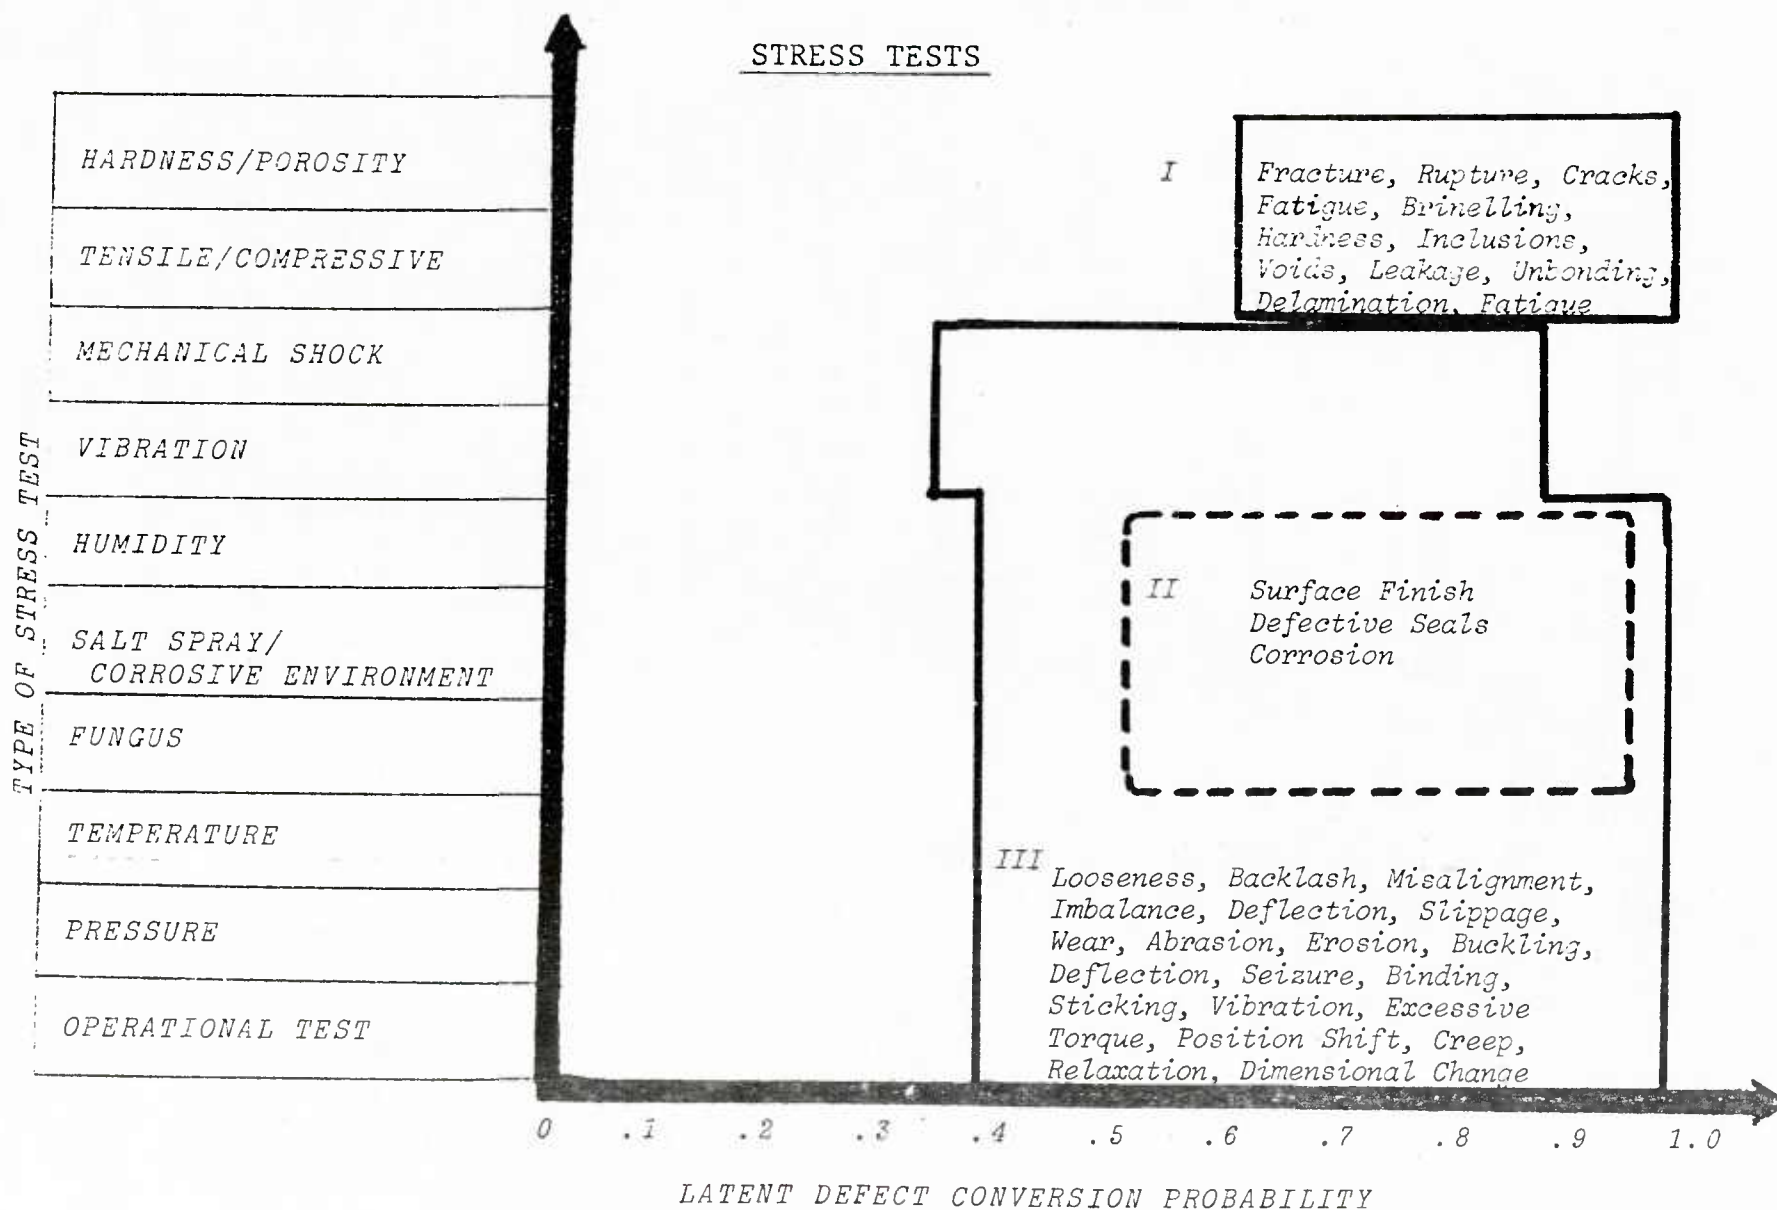 STRESS TESTS
TYPE OF STRESS TEST
HARDNESS/POROSITY
TENSILE/COMPRESSIVE
MECHANICAL SHOCK
VIBRATION
HUMIDITY
SALT SPRAY/
CORROSIVE ENVIRONMENT
FUNGUS
TEMPERATURE
PRESSURE
OPERATIONAL TEST
I
Fracture, Rupture, Cracks,
Fatigue, Brinelling,
Hardness, Inclusions,
Voids, Leakage, Unbonding,
Delamination, Fatigue
II
Surface Finish
Defective Seals
Corrosion
III
Looseness, Backlash, Misalignment,
Imbalance, Deflection, Slippage,
Wear, Abrasion, Erosion, Buckling,
Deflection, Seizure, Binding,
Sticking, Vibration, Excessive
Torque, Position Shift, Creep,
Relaxation, Dimensional Change
0 .1 .2 .3 .4 .5 .6 .7 .8 .9 1.0
LATENT DEFECT CONVERSION PROBABILITY